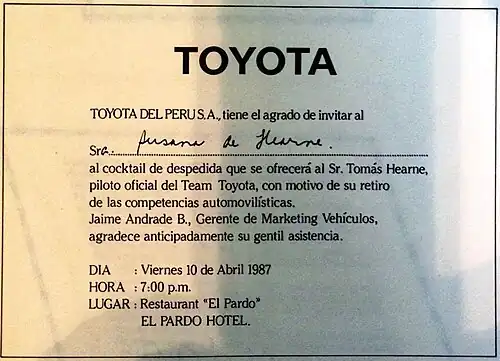 TOYOTA
TOYOTA DEL PERU S.A., tiene el agrado de invitar al
Sra. Susana de Hearne.
al cocktail de despedida que se ofrecerá al Sr. Tomás Hearne,
piloto oficial del Team Toyota, con motivo de su retiro
de las competencias automovilísticas.
Jaime Andrade B., Gerente de Marketing Vehículos,
agradece anticipadamente su gentil asistencia.
DIA : Viernes 10 de Abril 1987
HORA : 7:00 p.m.
LUGAR : Restaurant "El Pardo"
EL PARDO HOTEL.